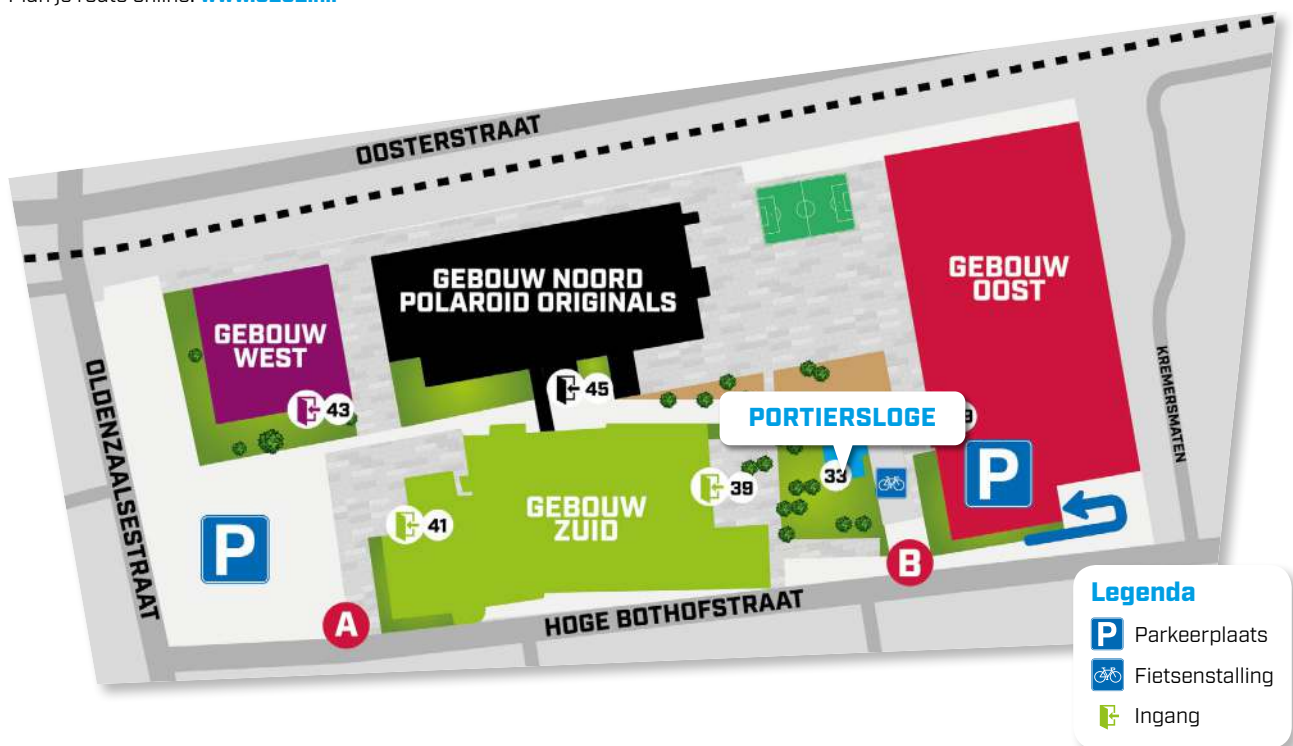 OOSTERSTRAAT
GEBOUW NOORD
POLAROID ORIGINALS
GEBOUW
OOST
GEBOUW
WEST
OLDENZAALSESTRAAT
KREMERSMATEN
45
43
PORTIERSLOGE
33
39
41
GEBOUW
ZUID
P
P
A
B
HOGE BOTHOFSTRAAT
Legenda
P Parkeerplaats
Fietsenstalling
Ingang